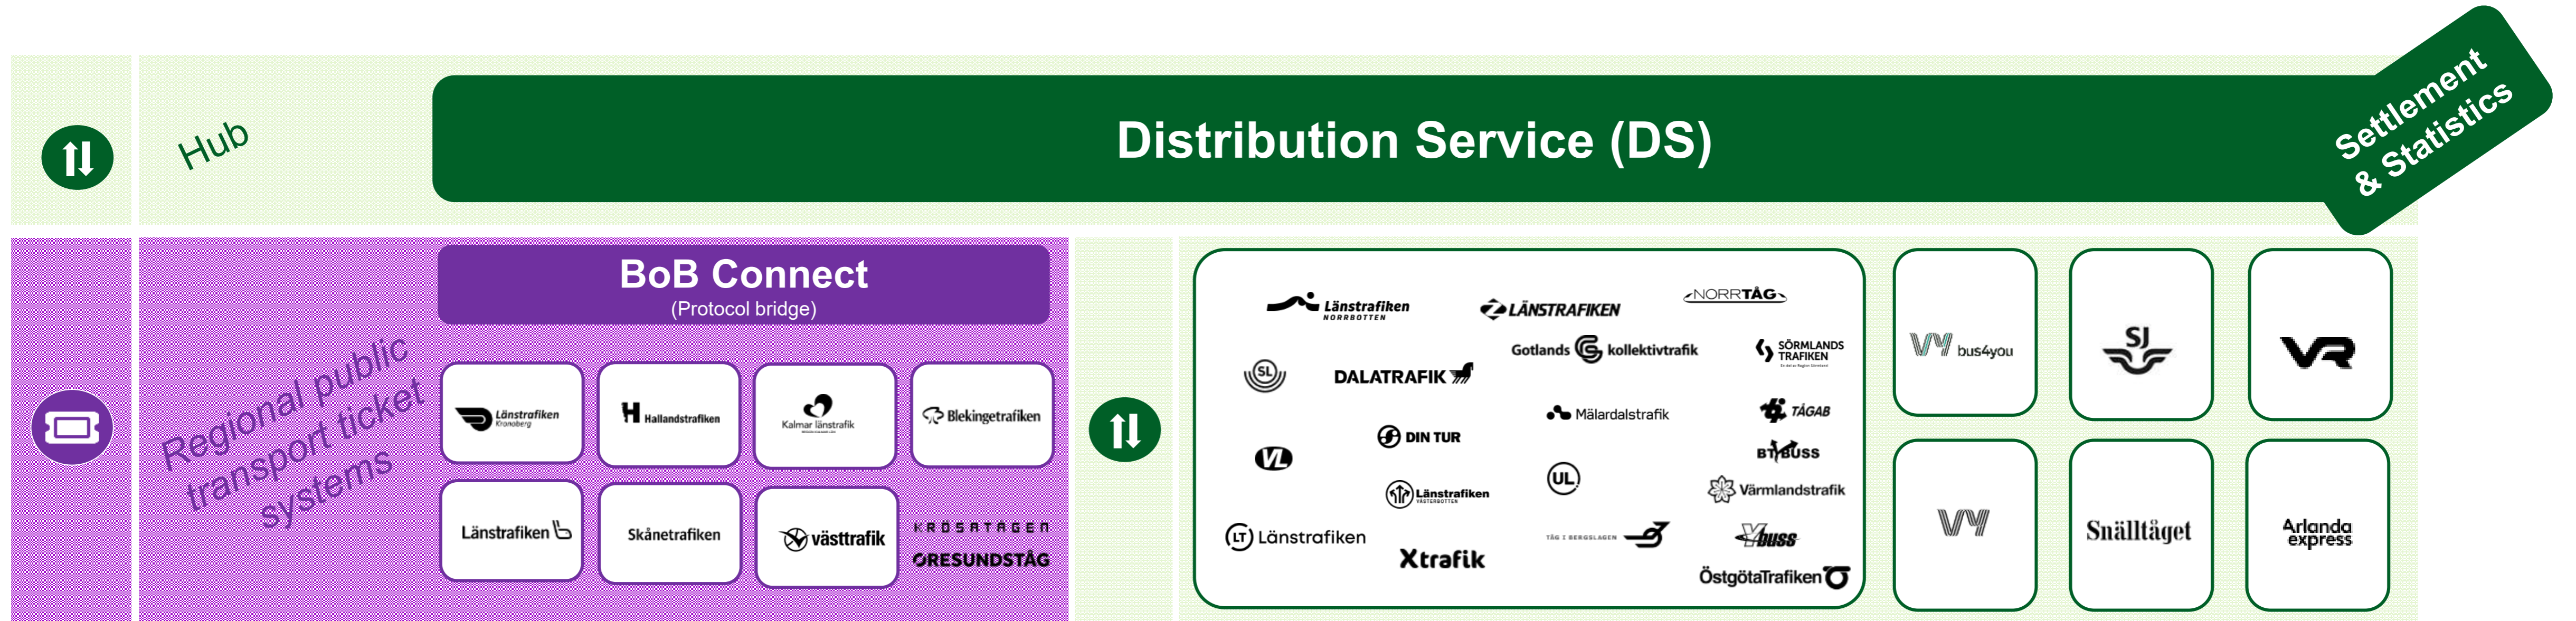 Hub
Distribution Service (DS)
Settlement
& Statistics
Regional public
transport ticket
systems
BoB Connect
(Protocol bridge)
Länstrafiken
Kronoberg
Hallandstrafiken
Kalmar länstrafik
Blekingetrafiken
Länstrafiken
Skånetrafiken
västtrafik
KRÖSATÅGEN
ØRESUNDSTÅG
Länstrafiken
NORRBOTTEN
LÄNSTRAFIKEN
NORRTÅG
Gotlands kollektivtrafik
SÖRMLANDS
TRAFIKEN
SL
DALATRAFIK
Mälardalstrafik
TÅGAB
DIN TUR
BT BUSS
VL
UL
Länstrafiken
VÄSTERBOTTEN
Värmlandstrafik
LT Länstrafiken
TÅG I BERGSLAGEN
Ybuss
Xtrafik
ÖstgötaTrafiken
VY bus4you
SJ
VR
VY
Snälltåget
Arlanda
express